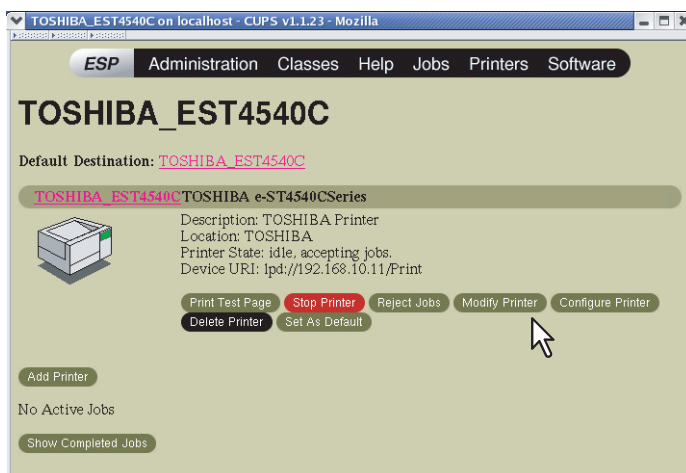 TOSHIBA_EST4540C on localhost - CUPS v1.1.23 - Mozilla
ESP Administration Classes Help Jobs Printers Software
TOSHIBA_EST4540C
Default Destination: TOSHIBA_EST4540C
TOSHIBA_EST4540C TOSHIBA e-ST4540CSeries
Description: TOSHIBA Printer
Location: TOSHIBA
Printer State: idle, accepting jobs.
Device URI: lpd://192.168.10.11/Print
Print Test Page Stop Printer Reject Jobs Modify Printer Configure Printer
Delete Printer Set As Default
Add Printer
No Active Jobs
Show Completed Jobs